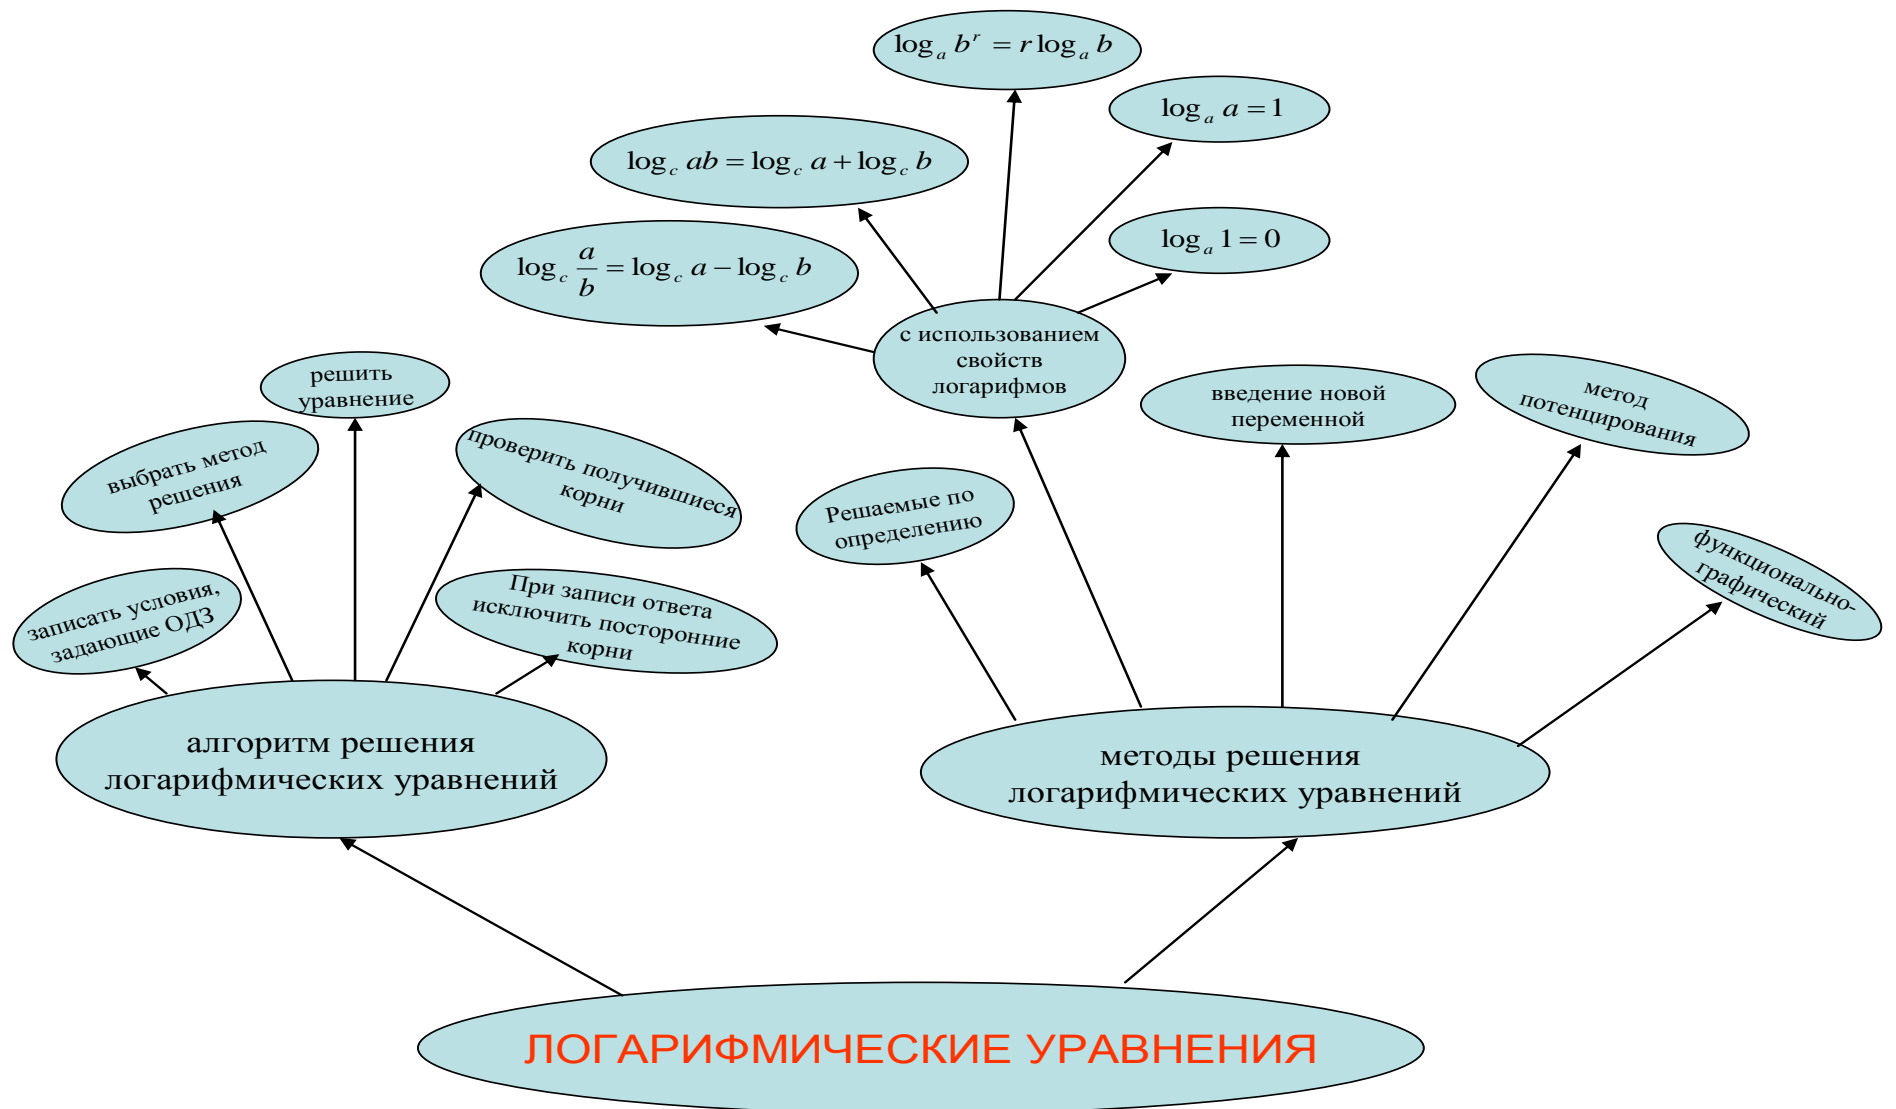 log_a b^r = r log_a b
log_a a = 1
log_c ab = log_c a + log_c b
log_a 1 = 0
log_c a/b = log_c a − log_c b
с использованием
свойств
логарифмов
решить
уравнение
выбрать метод
решения
проверить получившиеся
корни
записать условия,
задающие ОДЗ
При записи ответа
исключить посторонние
корни
Решаемые по
определению
введение новой
переменной
метод
потенцирования
функционально-
графический
алгоритм решения
логарифмических уравнений
методы решения
логарифмических уравнений
ЛОГАРИФМИЧЕСКИЕ УРАВНЕНИЯ